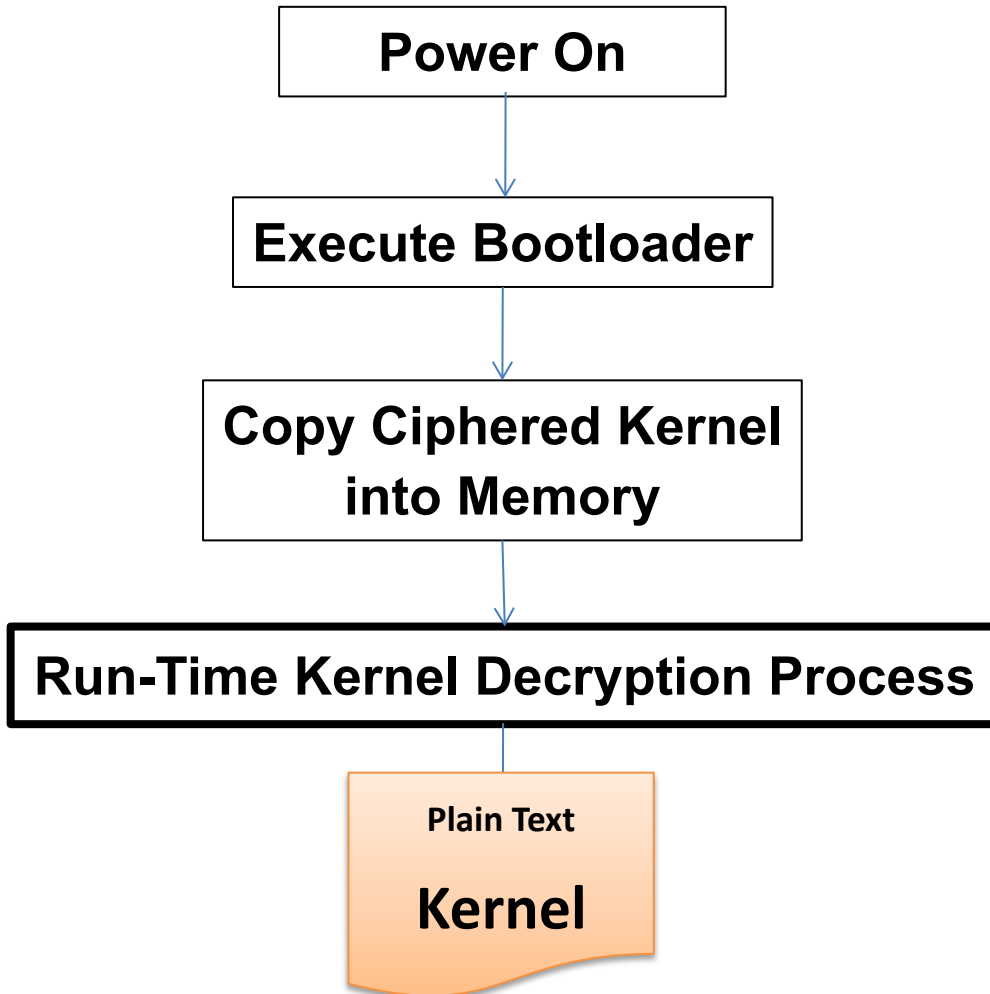 Power On
Execute Bootloader
Copy Ciphered Kernel
into Memory
Run-Time Kernel Decryption Process
Plain Text
Kernel